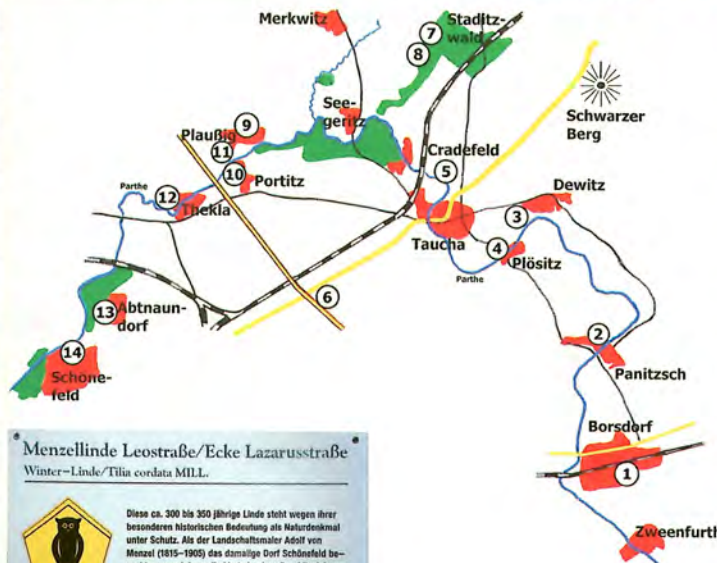 Merkwitz
Staditz-
wald
7
8
Schwarzer
Berg
See-
geritz
9
Plaußig
11
10
Portitz
Cradefeld
5
Dewitz
3
Parthe
12
Thekla
Taucha
4
Plösitz
Parthe
6
13
Abtnaun-
dorf
2
Panitzsch
14
Schöne-
feld
Borsdorf
1
Zweenfurth
Menzellinde Leostraße/Ecke Lazarusstraße
Winter-Linde/Tilia cordata MILL.
Diese ca. 300 bis 350 jährige Linde steht wegen ihrer
besonderen historischen Bedeutung als Naturdenkmal
unter Schutz. Als der Landschaftsmaler Adolf von
Menzel (1815–1905) das damalige Dorf Schönefeld be-